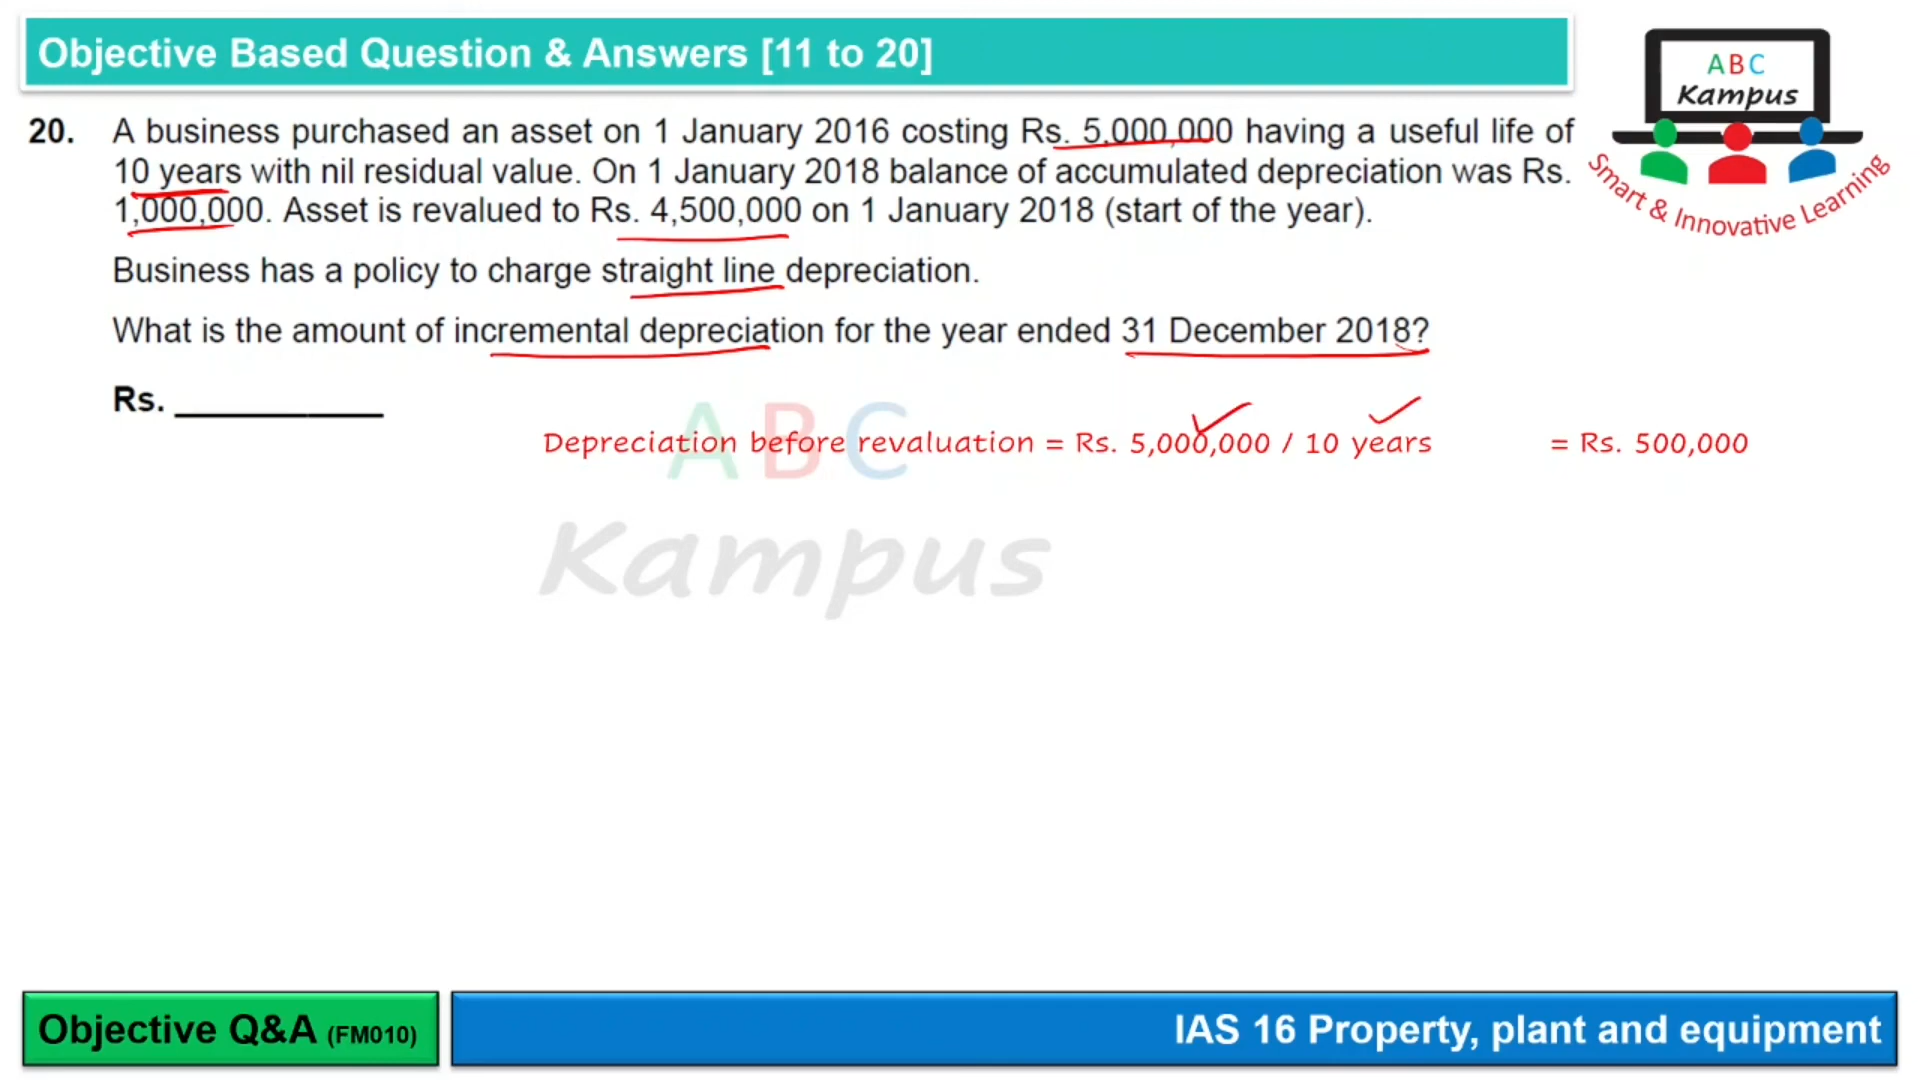 Objective Based Question & Answers [11 to 20]
ABC
Kampus
Smart & Innovative Learning
20. A business purchased an asset on 1 January 2016 costing Rs. 5,000,000 having a useful life of
10 years with nil residual value. On 1 January 2018 balance of accumulated depreciation was Rs.
1,000,000. Asset is revalued to Rs. 4,500,000 on 1 January 2018 (start of the year).
Business has a policy to charge straight line depreciation.
What is the amount of incremental depreciation for the year ended 31 December 2018?
Rs. ___________
Depreciation before revaluation = Rs. 5,000,000 / 10 years = Rs. 500,000
ABC
Kampus
Objective Q&A (FM010)
IAS 16 Property, plant and equipment